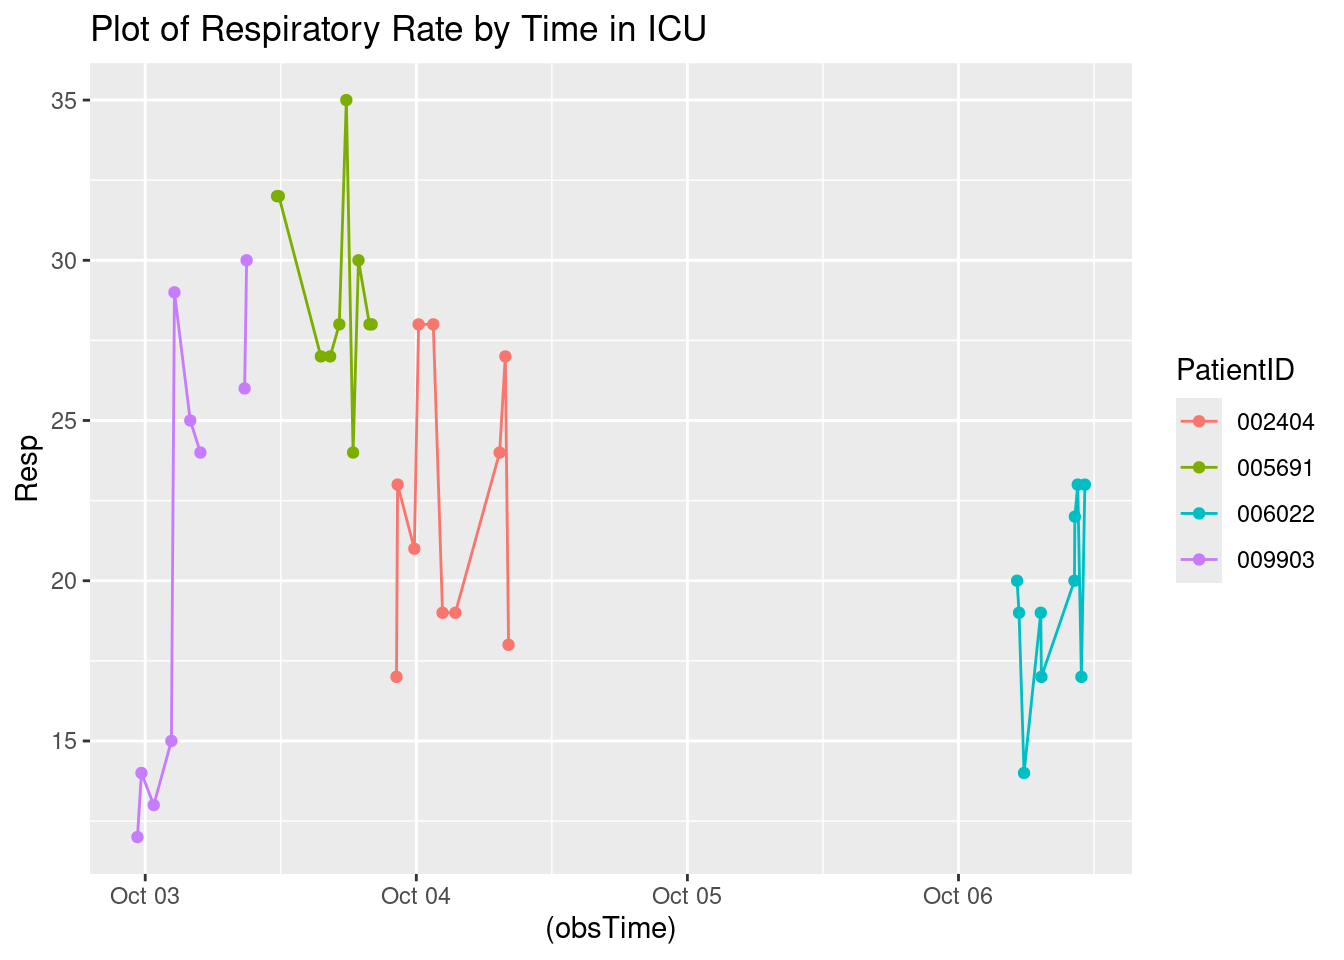 Plot of Respiratory Rate by Time in ICU
35
30
25
20
15
Resp
Oct 03
Oct 04
Oct 05
Oct 06
(obsTime)
PatientID
002404
005691
006022
009903